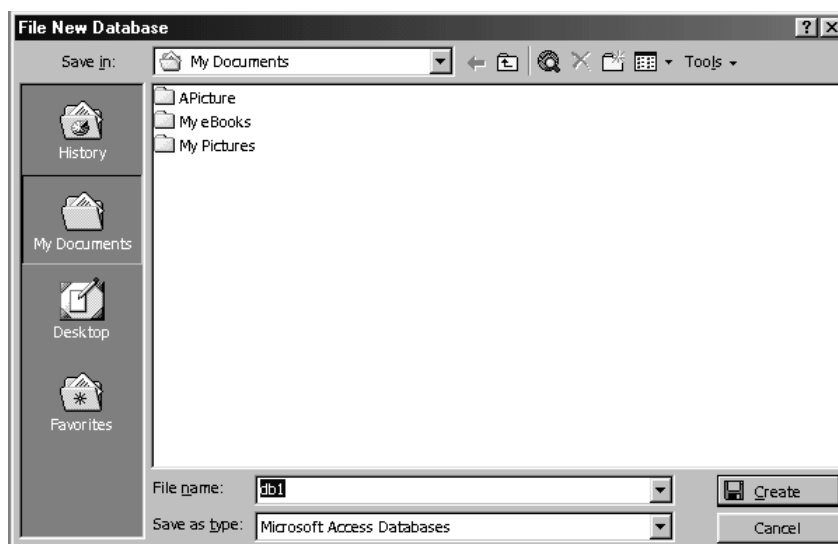 File New Database
Save in: My Documents Tools
APicture
My eBooks
My Pictures
History
My Documents
Desktop
Favorites
File name: db1 Create
Save as type: Microsoft Access Databases Cancel